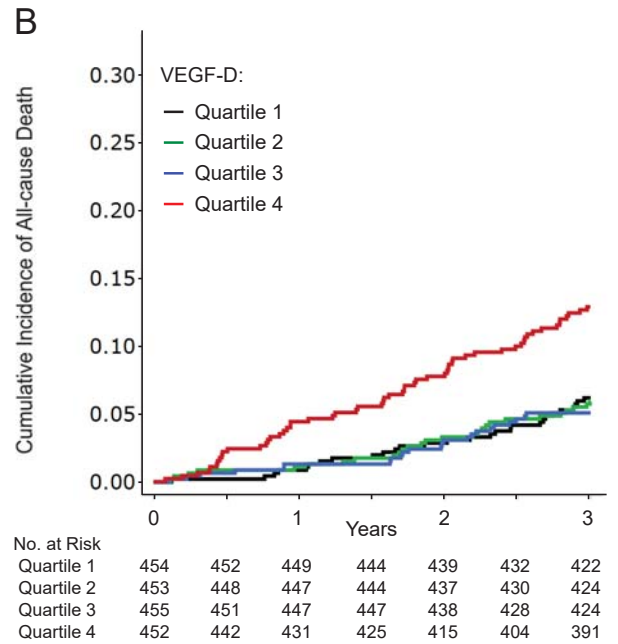 B
Cumulative Incidence of All-cause Death
0.30
0.25
0.20
0.15
0.10
0.05
0.00
VEGF-D:
Quartile 1
Quartile 2
Quartile 3
Quartile 4
0 1 2 3
Years
No. at Risk
Quartile 1 454 452 449 444 439 432 422
Quartile 2 453 448 447 444 437 430 424
Quartile 3 455 451 447 447 438 428 424
Quartile 4 452 442 431 425 415 404 391